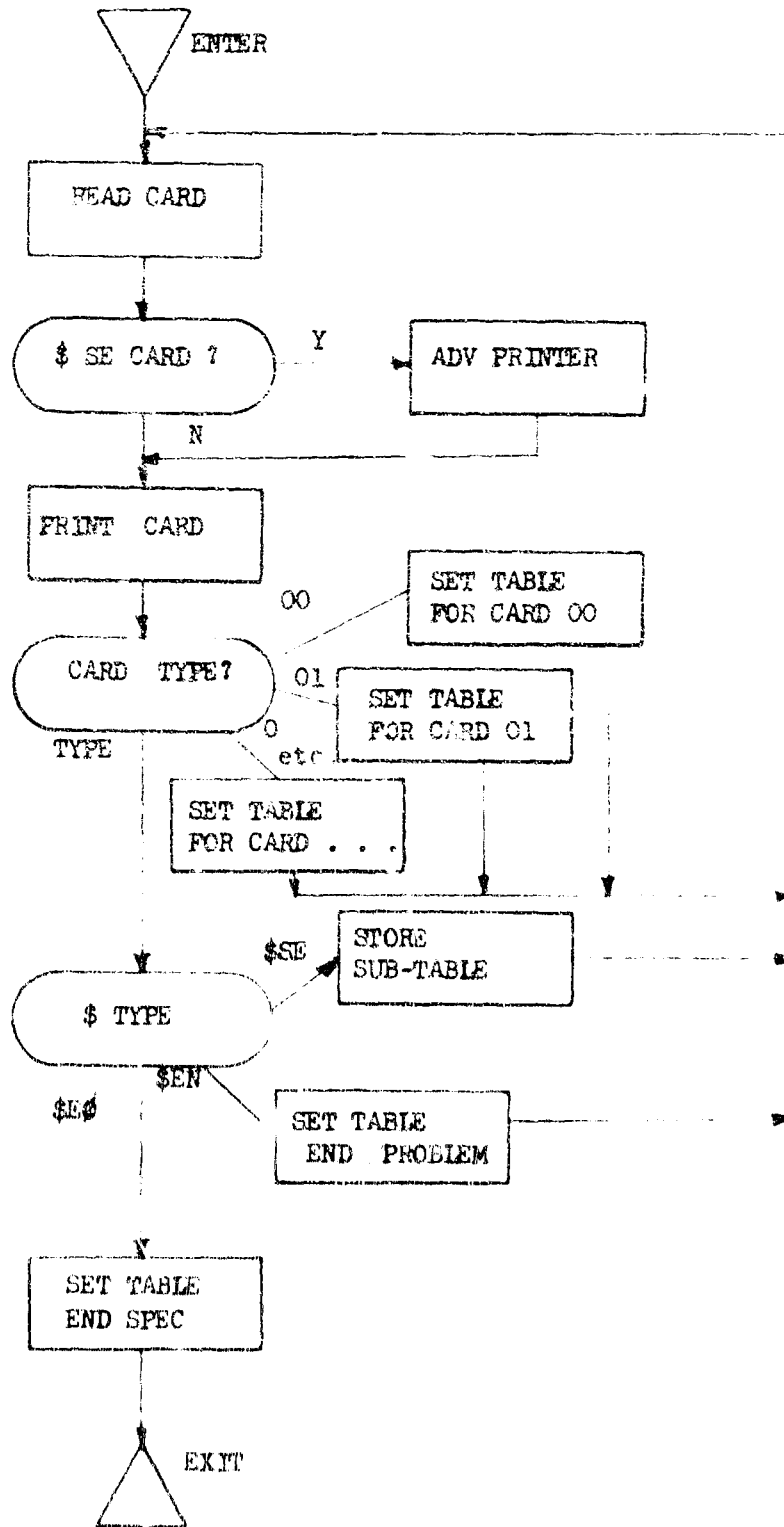 ENTER
READ CARD
$ SE CARD ?
Y
ADV PRINTER
N
PRINT CARD
00
SET TABLE
FOR CARD 00
CARD TYPE?
01
SET TABLE
FOR CARD 01
0
etc
TYPE
SET TABLE
FOR CARD . . .
$SE
STORE
SUB-TABLE
$ TYPE
$EN
$EØ
SET TABLE
END PROBLEM
SET TABLE
END SPEC
EXIT